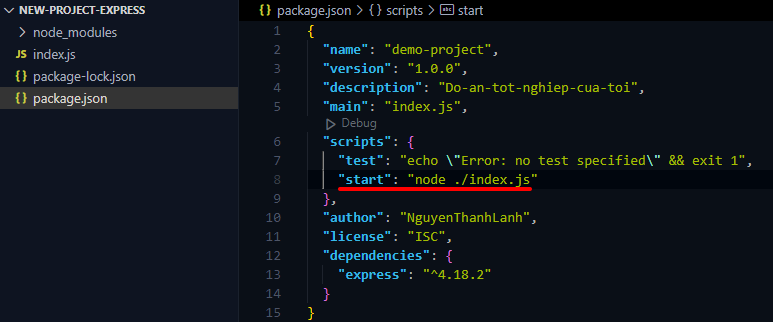 NEW-PROJECT-EXPRESS
node_modules
JS index.js
{} package-lock.json
{} package.json
{} package.json > {} scripts > abc start
1 {
2 "name": "demo-project",
3 "version": "1.0.0",
4 "description": "Do-an-tot-nghiep-cua-toi",
5 "main": "index.js",
Debug
6 "scripts": {
7 "test": "echo \"Error: no test specified\" && exit 1",
8 "start": "node ./index.js"
9 },
10 "author": "NguyenThanhLanh",
11 "license": "ISC",
12 "dependencies": {
13 "express": "^4.18.2"
14 }
15 }